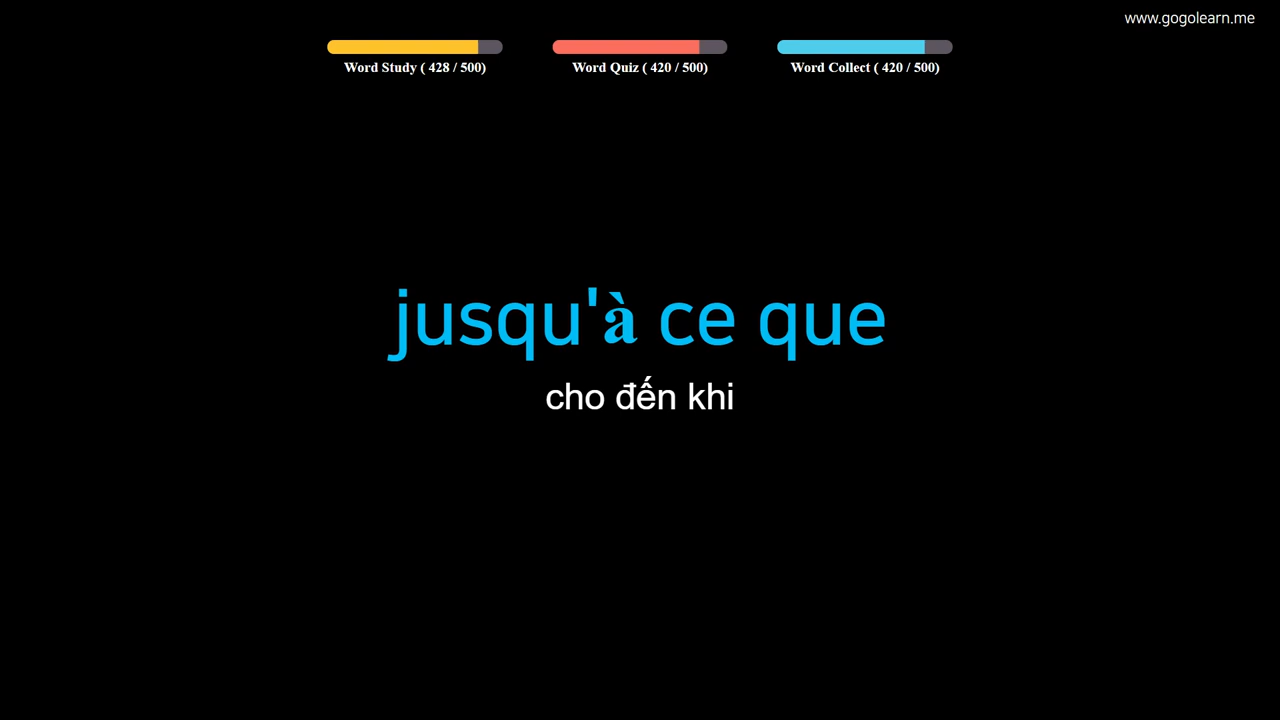 www.gogolearn.me
Word Study ( 428 / 500)
Word Quiz ( 420 / 500)
Word Collect ( 420 / 500)
jusqu'à ce que
cho đến khi